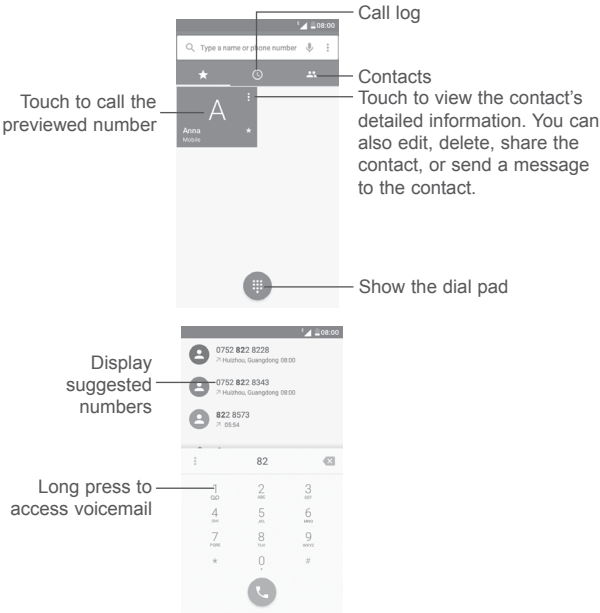 Call log
08:00
Type a name or phone number
Contacts
Touch to call the
previewed number
A
Anna
Mobile
Touch to view the contact’s
detailed information. You can
also edit, delete, share the
contact, or send a message
to the contact.
Show the dial pad
08:00
Display
suggested
numbers
0752 822 8228
Huizhou, Guangdong 08:00
0752 822 8343
Huizhou, Guangdong 08:00
822 8573
05:54
82
Long press to
access voicemail
1 2 3
ABC DEF
4 5 6
GHI JKL MNO
7 8 9
PQRS TUV WXYZ
* 0 #
+